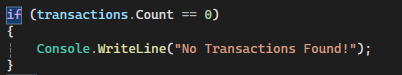 if (transactions.Count == 0)
{
    Console.WriteLine("No Transactions Found!");
}